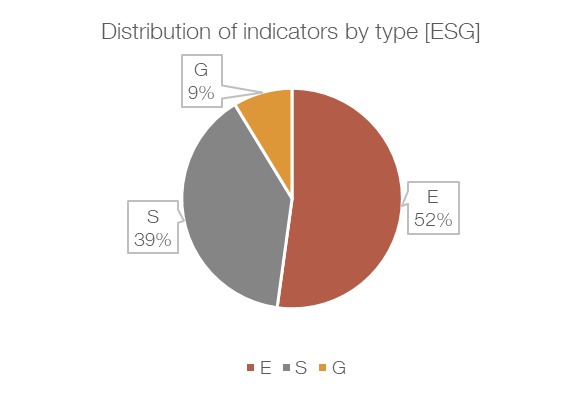 Distribution of indicators by type [ESG]
G
9%
E
52%
S
39%
E S G